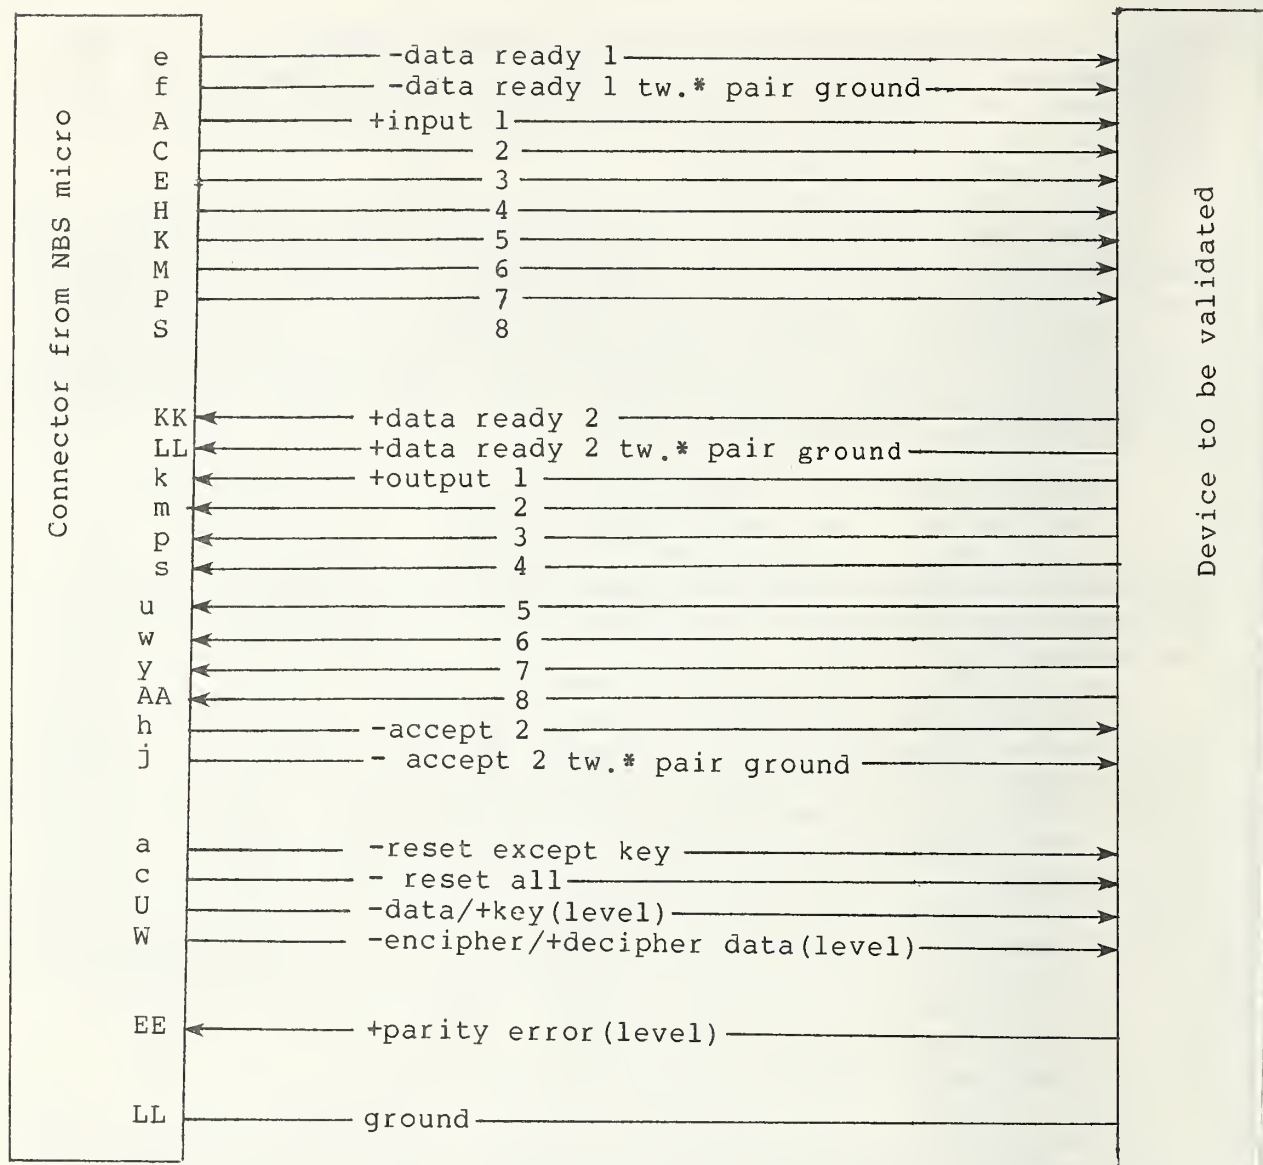 Connector from NBS micro
Device to be validated
e -data ready 1
f -data ready 1 tw.* pair ground
A +input 1
C 2
E 3
H 4
K 5
M 6
P 7
S 8
KK +data ready 2
LL +data ready 2 tw.* pair ground
k +output 1
m 2
p 3
s 4
u 5
w 6
y 7
AA 8
h -accept 2
j - accept 2 tw.* pair ground
a -reset except key
c - reset all
U -data/+key(level)
W -encipher/+decipher data(level)
EE +parity error(level)
LL ground